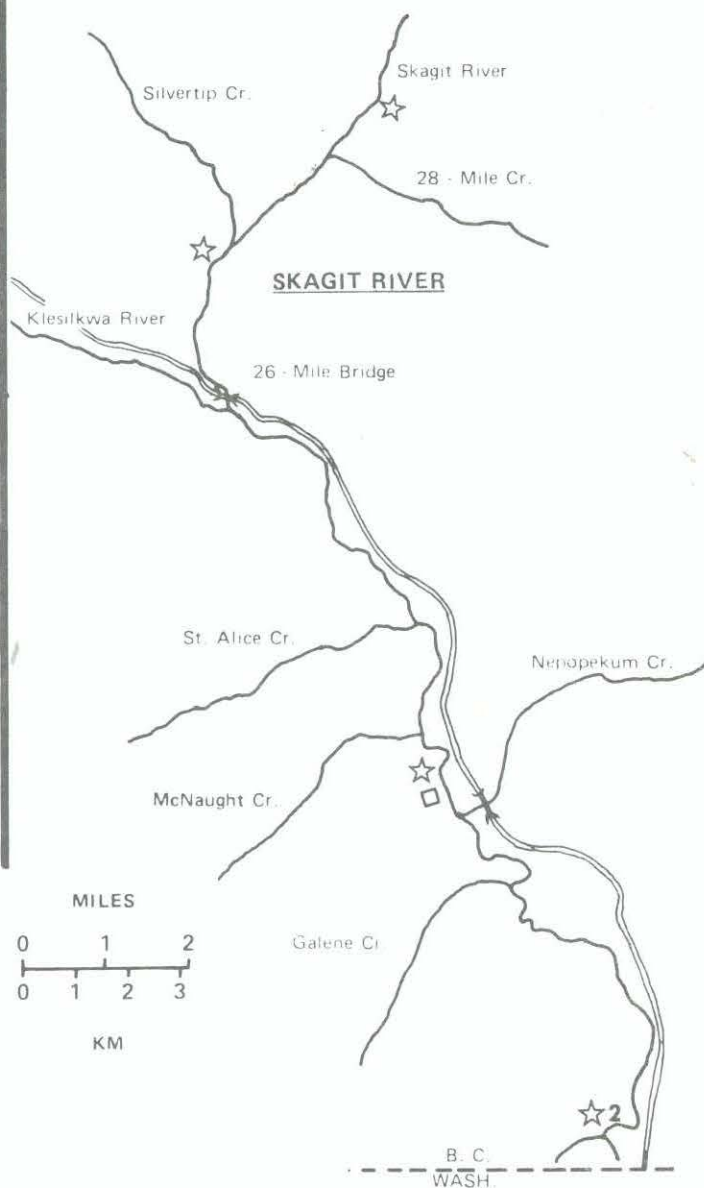 Skagit River
Silvertip Cr.
28 - Mile Cr.
SKAGIT RIVER
Klesilkwa River
26 - Mile Bridge
St. Alice Cr.
Nepopekum Cr.
McNaught Cr.
MILES
0 1 2
0 1 2 3
KM
Galene Cr
2
B. C.
WASH.